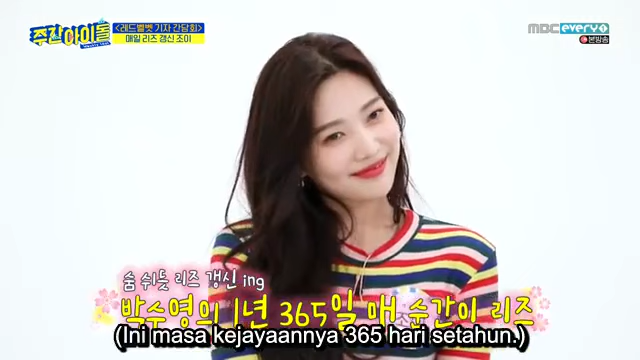 주간아이돌
<레드벨벳 기자 간담회>
매일 리즈 갱신 조이
MBC every1
본방송
숨 쉬듯 리즈 갱신 ing
박수영의 1년 365일 매 순간이 리즈
(Ini masa kejayaannya 365 hari setahun.)